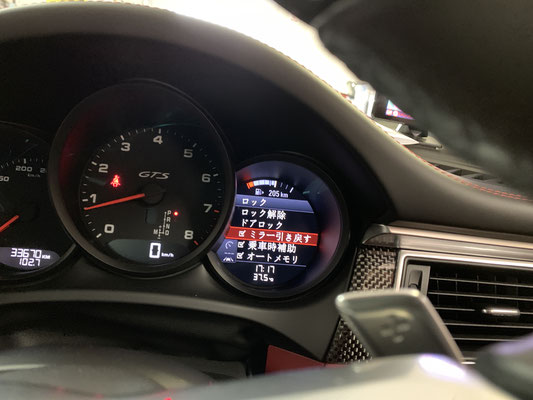 200
33670 KM
102.7
GTS
1
2
3
4
5
6
7
8
P
R
N
D
M
0 km/h
205 km
ロック
ロック解除
ドアロック
ミラー引き戻す
乗車時補助
オートメモリ
17:17
37.5°C